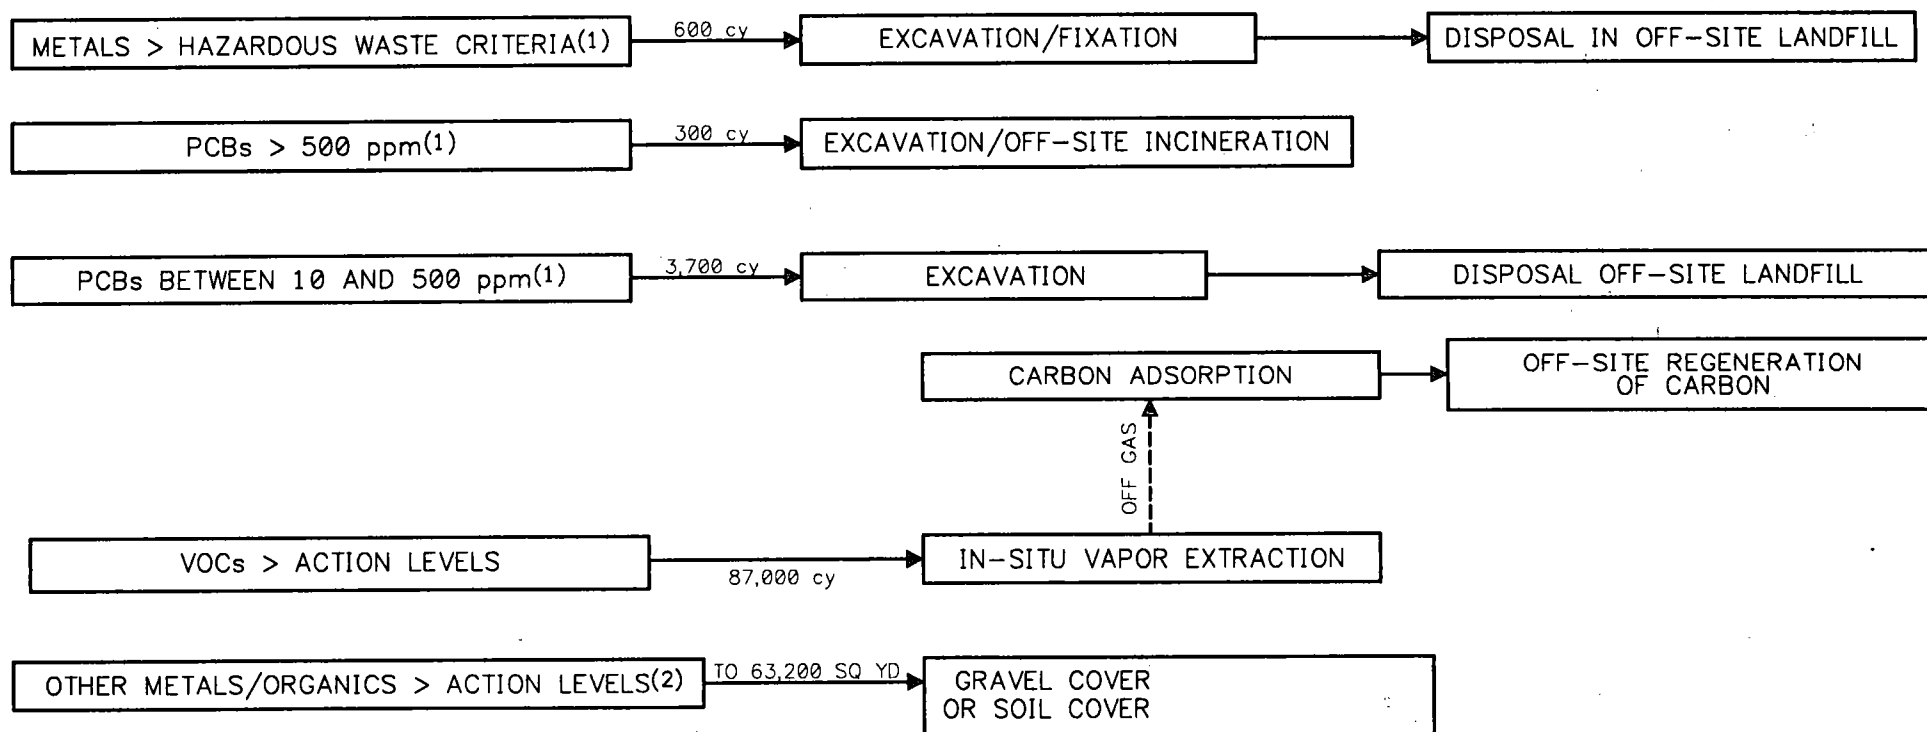 METALS > HAZARDOUS WASTE CRITERIA(1)
600 cy
EXCAVATION/FIXATION
DISPOSAL IN OFF-SITE LANDFILL
PCBs > 500 ppm(1)
300 cy
EXCAVATION/OFF-SITE INCINERATION
PCBs BETWEEN 10 AND 500 ppm(1)
3,700 cy
EXCAVATION
DISPOSAL OFF-SITE LANDFILL
CARBON ADSORPTION
OFF-SITE REGENERATION
OF CARBON
OFF GAS
VOCs > ACTION LEVELS
87,000 cy
IN-SITU VAPOR EXTRACTION
OTHER METALS/ORGANICS > ACTION LEVELS(2)
TO 63,200 SQ YD
GRAVEL COVER
OR SOIL COVER